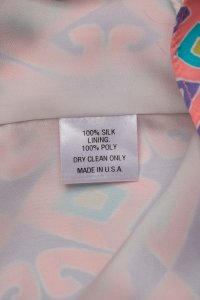 100% SILK
LINING:
100% POLY
DRY CLEAN ONLY
MADE IN U.S.A.